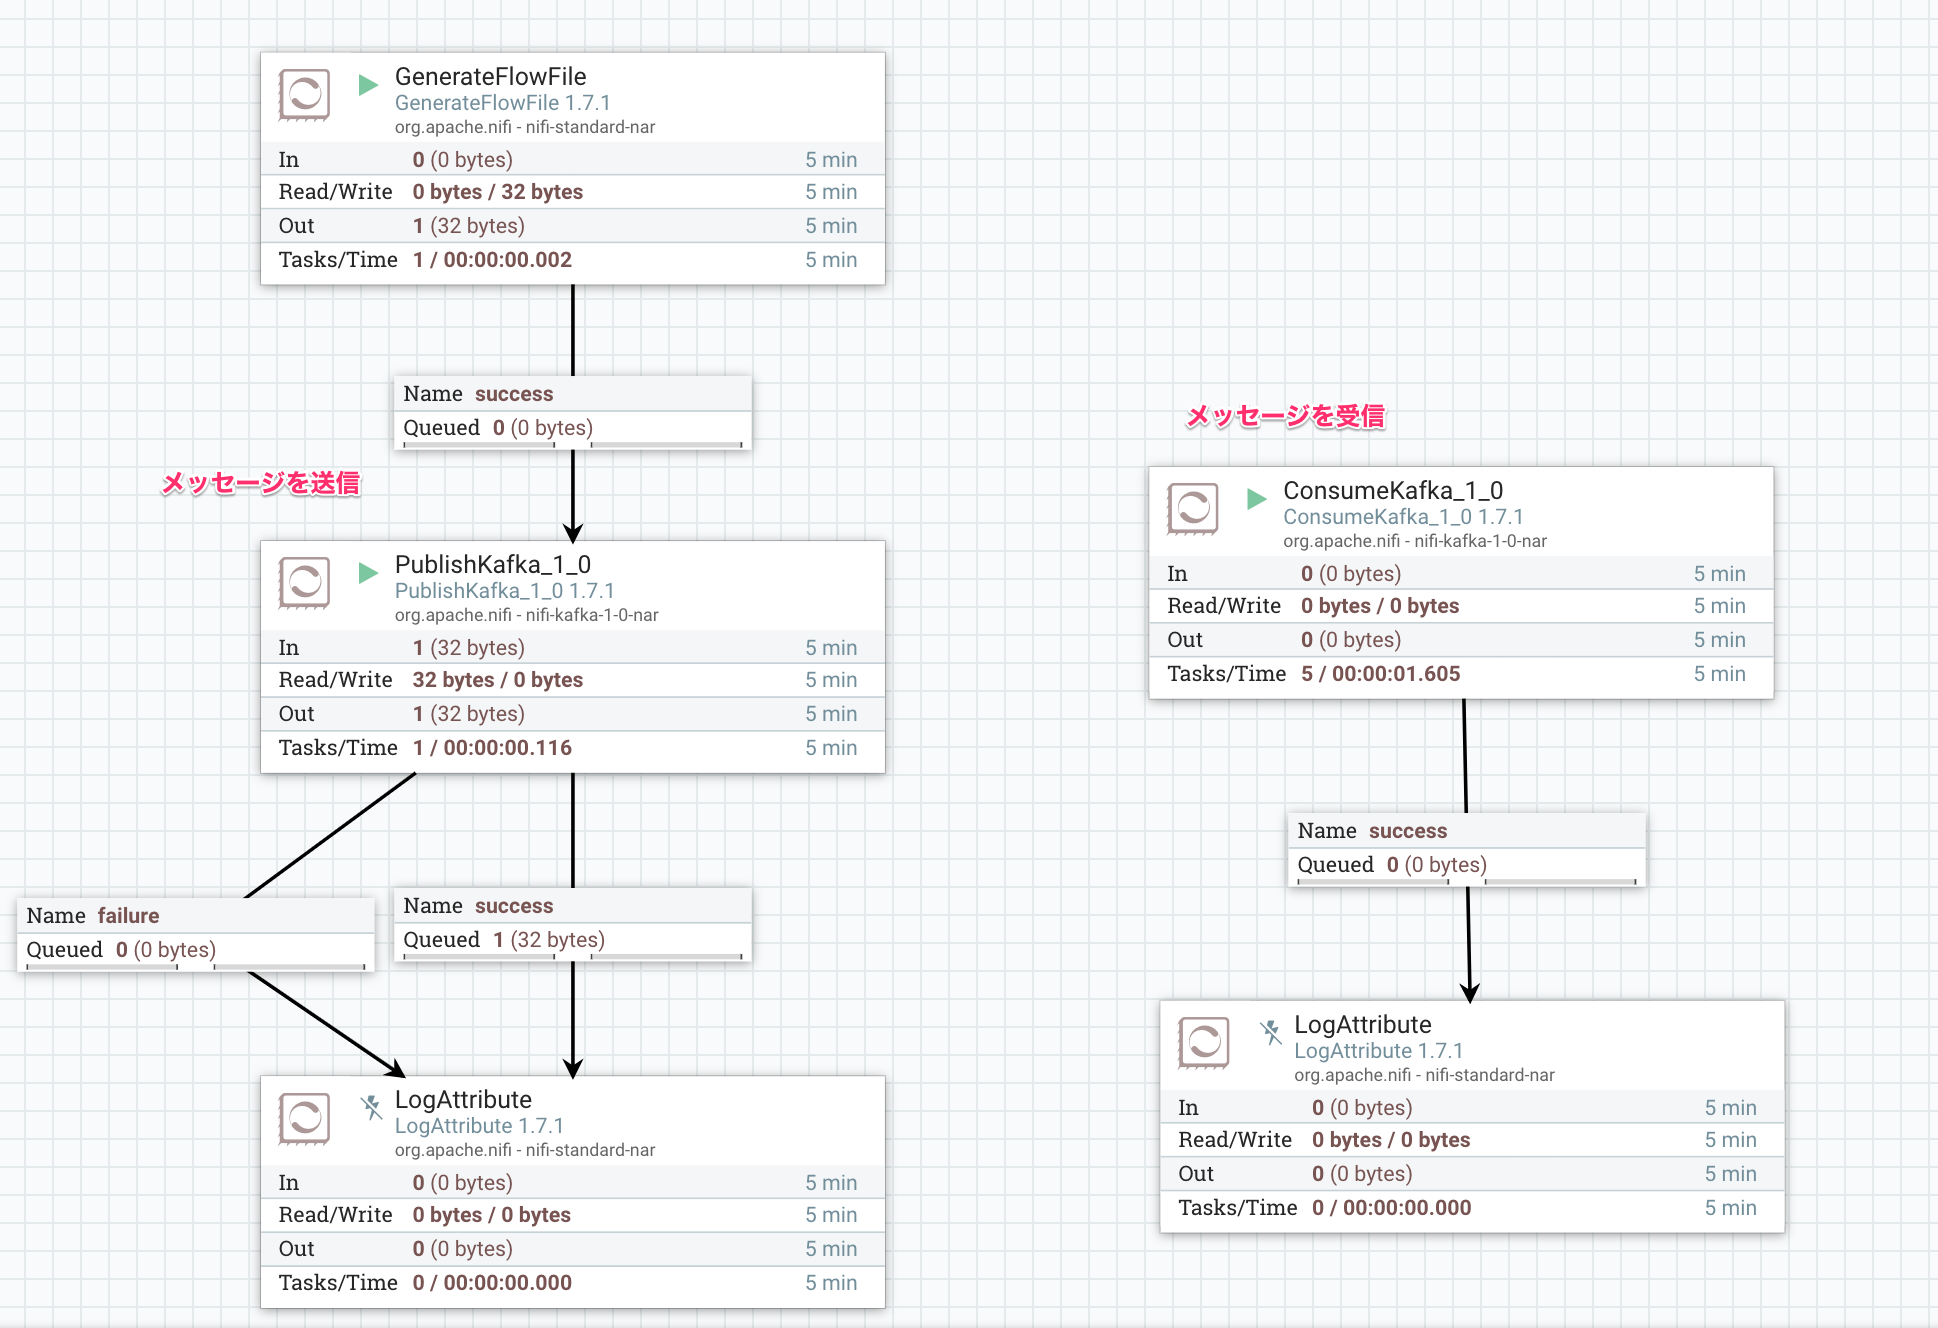 GenerateFlowFile
GenerateFlowFile 1.7.1
org.apache.nifi - nifi-standard-nar
In 0 (0 bytes) 5 min
Read/Write 0 bytes / 32 bytes 5 min
Out 1 (32 bytes) 5 min
Tasks/Time 1 / 00:00:00.002 5 min
Name success
Queued 0 (0 bytes)
メッセージを送信
PublishKafka_1_0
PublishKafka_1_0 1.7.1
org.apache.nifi - nifi-kafka-1-0-nar
In 1 (32 bytes) 5 min
Read/Write 32 bytes / 0 bytes 5 min
Out 1 (32 bytes) 5 min
Tasks/Time 1 / 00:00:00.116 5 min
Name failure
Queued 0 (0 bytes)
Name success
Queued 1 (32 bytes)
LogAttribute
LogAttribute 1.7.1
org.apache.nifi - nifi-standard-nar
In 0 (0 bytes) 5 min
Read/Write 0 bytes / 0 bytes 5 min
Out 0 (0 bytes) 5 min
Tasks/Time 0 / 00:00:00.000 5 min
メッセージを受信
ConsumeKafka_1_0
ConsumeKafka_1_0 1.7.1
org.apache.nifi - nifi-kafka-1-0-nar
In 0 (0 bytes) 5 min
Read/Write 0 bytes / 0 bytes 5 min
Out 0 (0 bytes) 5 min
Tasks/Time 5 / 00:00:01.605 5 min
Name success
Queued 0 (0 bytes)
LogAttribute
LogAttribute 1.7.1
org.apache.nifi - nifi-standard-nar
In 0 (0 bytes) 5 min
Read/Write 0 bytes / 0 bytes 5 min
Out 0 (0 bytes) 5 min
Tasks/Time 0 / 00:00:00.000 5 min